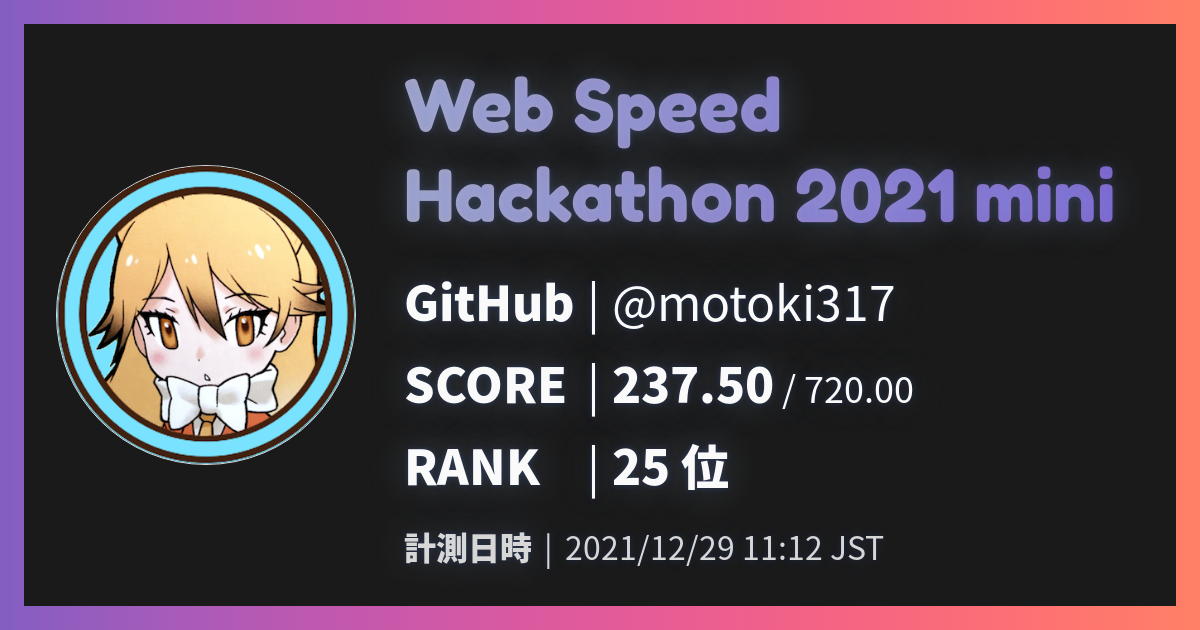 Web Speed
Hackathon 2021 mini
GitHub | @motoki317
SCORE | 237.50 / 720.00
RANK | 25 位
計測日時 | 2021/12/29 11:12 JST